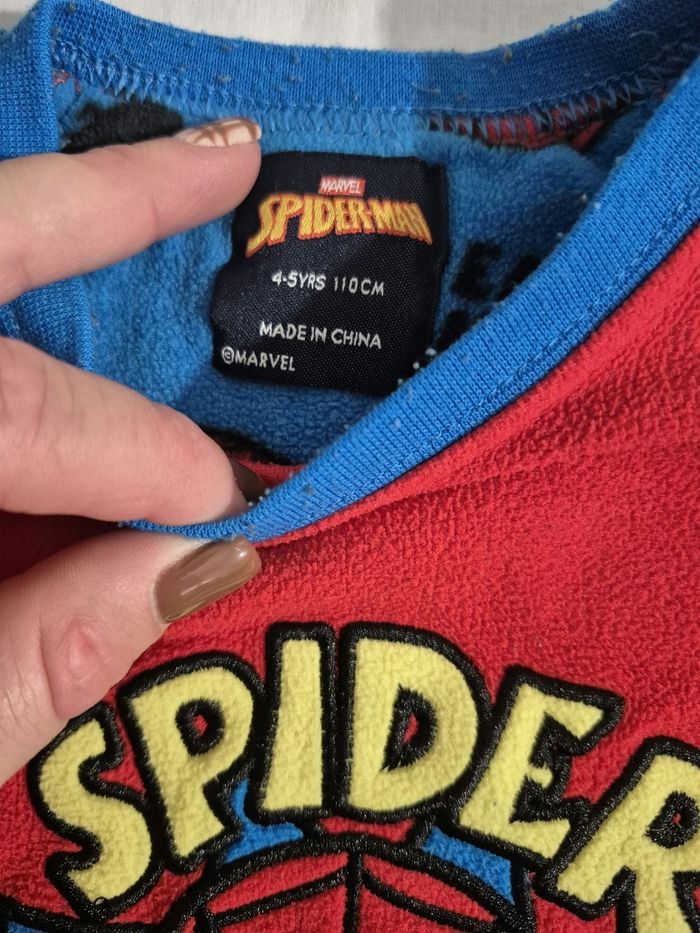 MARVEL
SPIDER-MAN
4-5YRS 110CM
MADE IN CHINA
©MARVEL
SPIDER